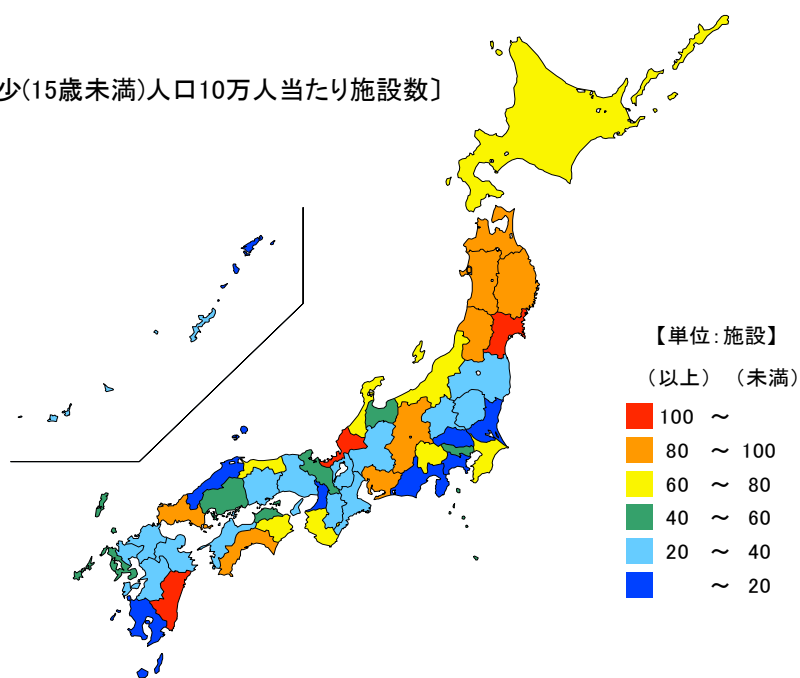 少(15歳未満)人口10万人当たり施設数〕
【単位：施設】
（以上） （未満）
100 ～
80 ～ 100
60 ～ 80
40 ～ 60
20 ～ 40
～ 20